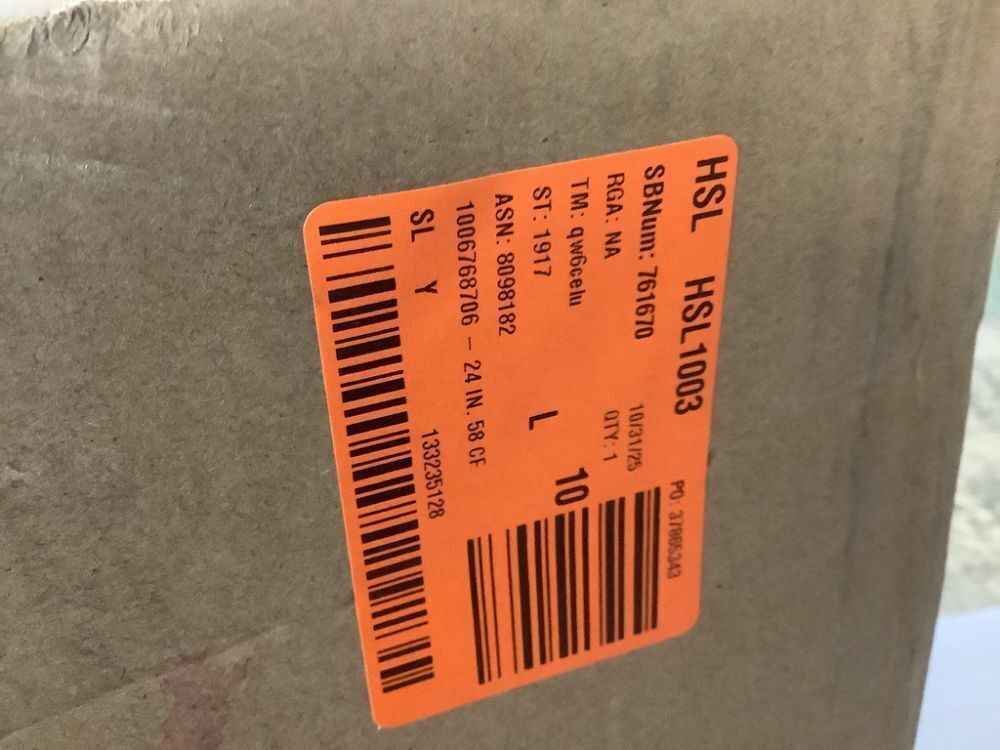 HSL HSL1003
SBNum: 761670 10/31/25 PO: 37805343
RGA: NA QTY: 1
TM: qw6celu 10
ST: 1917 L
ASN: 8098182
1006768706 - 24 IN. 58 CF
SL Y 133235128